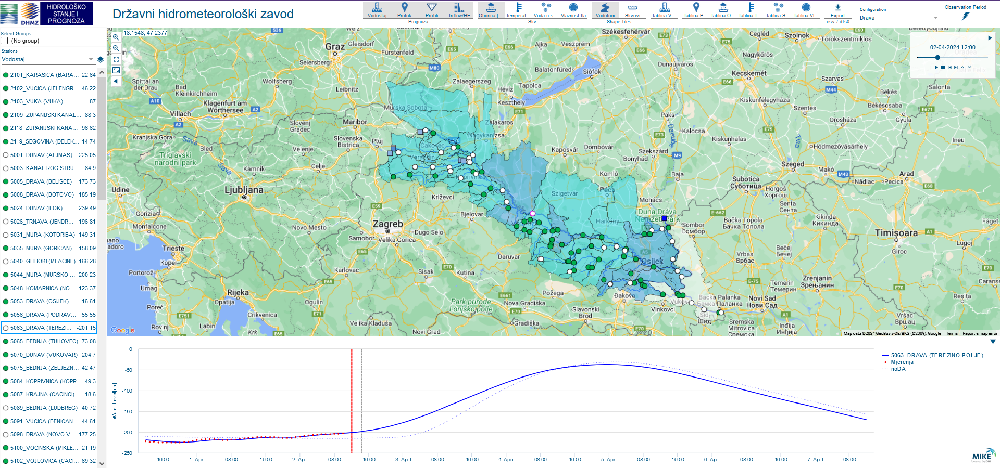 HIDROLOŠKO
STANJE I
PROGNOZA
DHMZ
Državni hidrometeorološki zavod
Vodostaj
Protok
Profili
Inflow/HE
Prognoza
Oborina [...
Temperat...
Voda u s...
Vlaznost tla
Sliv
Vodotoci
Slivovi
Shape files
Tablica V...
Tablica P...
Tablica O...
Tablica T...
Tablica S...
Tablica Vl...
Export
csv / dfs0
Configuration
Drava
Observation Period
Select Groups
(No group)
Stations
Vodostaj
2101_KARASICA (BARA... 22.64
2102_VUCICA (JELENGR... 46.22
2103_VUKA (VUKA) 87
2109_ZUPANIJSKI KANAL... 88.3
2118_ZUPANIJSKI KANA... 96.62
2119_SEGOVINA (DELEK... 14.74
5001_DUNAV (ALJMAS) 225.05
5003_KANAL ROG STRU... 84.9
5005_DRAVA (BELISCE) 173.73
5008_DRAVA (BOTOVO) 185.19
5024_DUNAV (ILOK) 239.49
5026_TRNAVA (JENDR... 196.81
5031_MURA (KOTORIBA) 149.31
5035_MURA (GORICAN) 158.09
5040_GLIBOKI (MLACINE) 166.28
5044_MURA (MURSKO ... 200.23
5048_KOMARNICA (NO... 123.37
5053_DRAVA (OSIJEK) 16.61
5056_DRAVA (PODRAV... 55.55
5063_DRAVA (TEREZI... -201.15
5065_BEDNJA (TUHOVEC) 73.08
5070_DUNAV (VUKOVAR) 204.7
5075_BEDNJA (ZELJEZN... 42.47
5084_KOPRIVNICA (KOPR... 49.3
5087_KRAJNA (CACINCI) 18.6
5089_BEDNJA (LUDBREG) 40.72
5091_VUCICA (BENICAN... 44.61
5098_DRAVA (NOVO V... 177.25
5100_VOCINSKA (MIKLE... 21.19
5102_VOJLOVICA (CACI... 69.32
18.1548, 47.2377
02-04-2024 12:00
Graz
Gleisdorf
Fürstenfeld
Seiersberg
Wolfsberg
Leibnitz
Spittal an
der Drau
Bad
Kleinkirchheim
Klagenfurt am
Wörthersee
Villach
Maribor
Murska Sobota
Slovenj
Gradec
Slovenska
Bistrica
Ptuj
Kranjska Gora
Bled
Triglavski
narodni park
Sava
Sava
Velenje
Kamnik
Celje
Ljubljana
Udine
Gorizia
Monfalcone
Novo Mesto
Trieste
Koper
Portorož
Umag
Poreč
Rovinj
Labin
Rijeka
Opatija
Crikvenica
Krk
Karlovac
Ogulin
Zagreb
Samobor
Velika Gorica
Dugo Selo
Križevci
Bjelovar
Čakovec
Varaždin
Koprivnica
Sisak
Kutina
Daruvar
Park prirode
Lonjsko polje
Velika Kladuša
Novi Grad
Nova Gradiška
Gradiška
Požega
Slavonski
Brod
Đakovo
Vinkovci
Vukovar
Osijek
Székesfehérvár
Ajka
Veszprém
Balatonfüred
Siófok
Zalaegerszeg
Tapolca
Hévíz
Keszthely
Zalakaros
Nagykanizsa
Kaposvár
Dombóvár
Bonyhád
Szekszárd
Komló
Pécs
Szigetvár
Harkány
Mohács
Duna-Dráva
Nemzeti Park
Dunaújváros
Paks
Danube
Kalocsa
Kiskunhalas
Baja
Cegléd
Szolnok
Törökszentmiklós
Nagykőrös
Kecskemét
Kiskunfélegyháza
Szarvas
Szentes
Tisa
Hódmezővásárhely
Szeged
Makó
Békés
Békéscsaba
Gyula
Orosháza
Salonta
Ineu
Arad
Nădlac
Pecica
Subotica
Суботица
Horgoš
Хоргош
Senta
Сента
Bačka Topola
Бачка Топола
Sombor
Сомбор
Kikinda
Кикинда
Timișoara
Giroc
Lugoj
Făget
Vrbas
Врбас
Bečej
Бечеј
Temerin
Темерин
Zrenjanin
Зрењанин
Novi Sad
Нови Сад
Šid
Шид
Sremska
Mitrovica
Сремска
Inđija
Инђија
Vršac
Вршац
Reșița
Caransebeș
Google
Map data ©2024 GeoBasis-DE/BKG (©2009), Google
Terms
Report a map error
Water Level[cm]
0
-50
-100
-150
-200
-250
16:00
1. April
08:00
16:00
2. April
08:00
16:00
3. April
08:00
16:00
4. April
08:00
16:00
5. April
08:00
16:00
6. April
08:00
16:00
7. April
08:00
5063_DRAVA (TEREZINO POLJE)
Mjerenja
noDA
MIKE
Powered by DHI